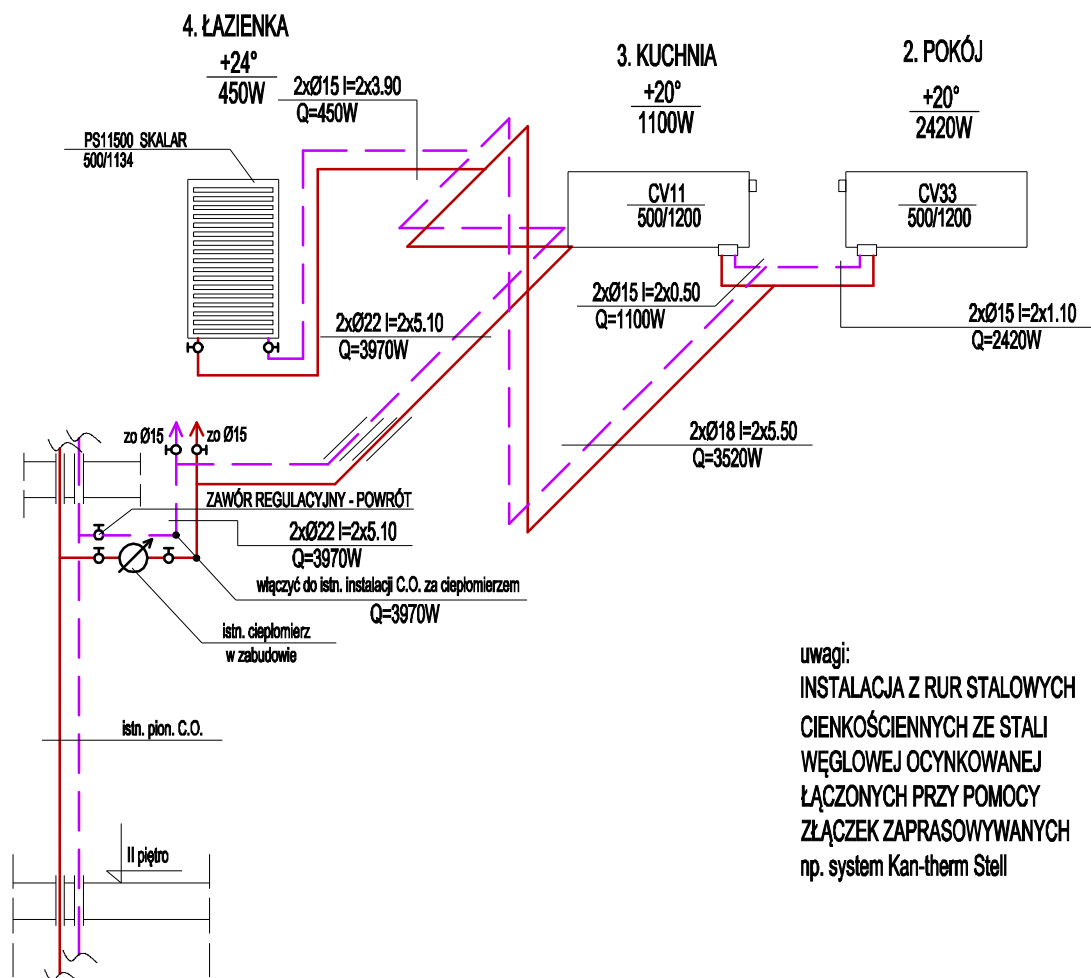 4. ŁAZIENKA
+24°
450W
2xØ15 l=2x3.90
Q=450W
3. KUCHNIA
+20°
1100W
2. POKÓJ
+20°
2420W
PS11500 SKALAR
500/1134
CV11
500/1200
CV33
500/1200
2xØ15 l=2x0.50
Q=1100W
2xØ15 l=2x1.10
Q=2420W
2xØ22 l=2x5.10
Q=3970W
2xØ18 l=2x5.50
Q=3520W
zo Ø15
zo Ø15
ZAWÓR REGULACYJNY - POWRÓT
2xØ22 l=2x5.10
Q=3970W
włączyć do istn. instalacji C.O. za ciepłomierzem
Q=3970W
istn. ciepłomierz
w zabudowie
istn. pion. C.O.
II piętro
uwagi:
INSTALACJA Z RUR STALOWYCH
CIENKOŚCIENNYCH ZE STALI
WĘGLOWEJ OCYNKOWANEJ
ŁĄCZONYCH PRZY POMOCY
ZŁĄCZEK ZAPRASOWYWANYCH
np. system Kan-therm Stell